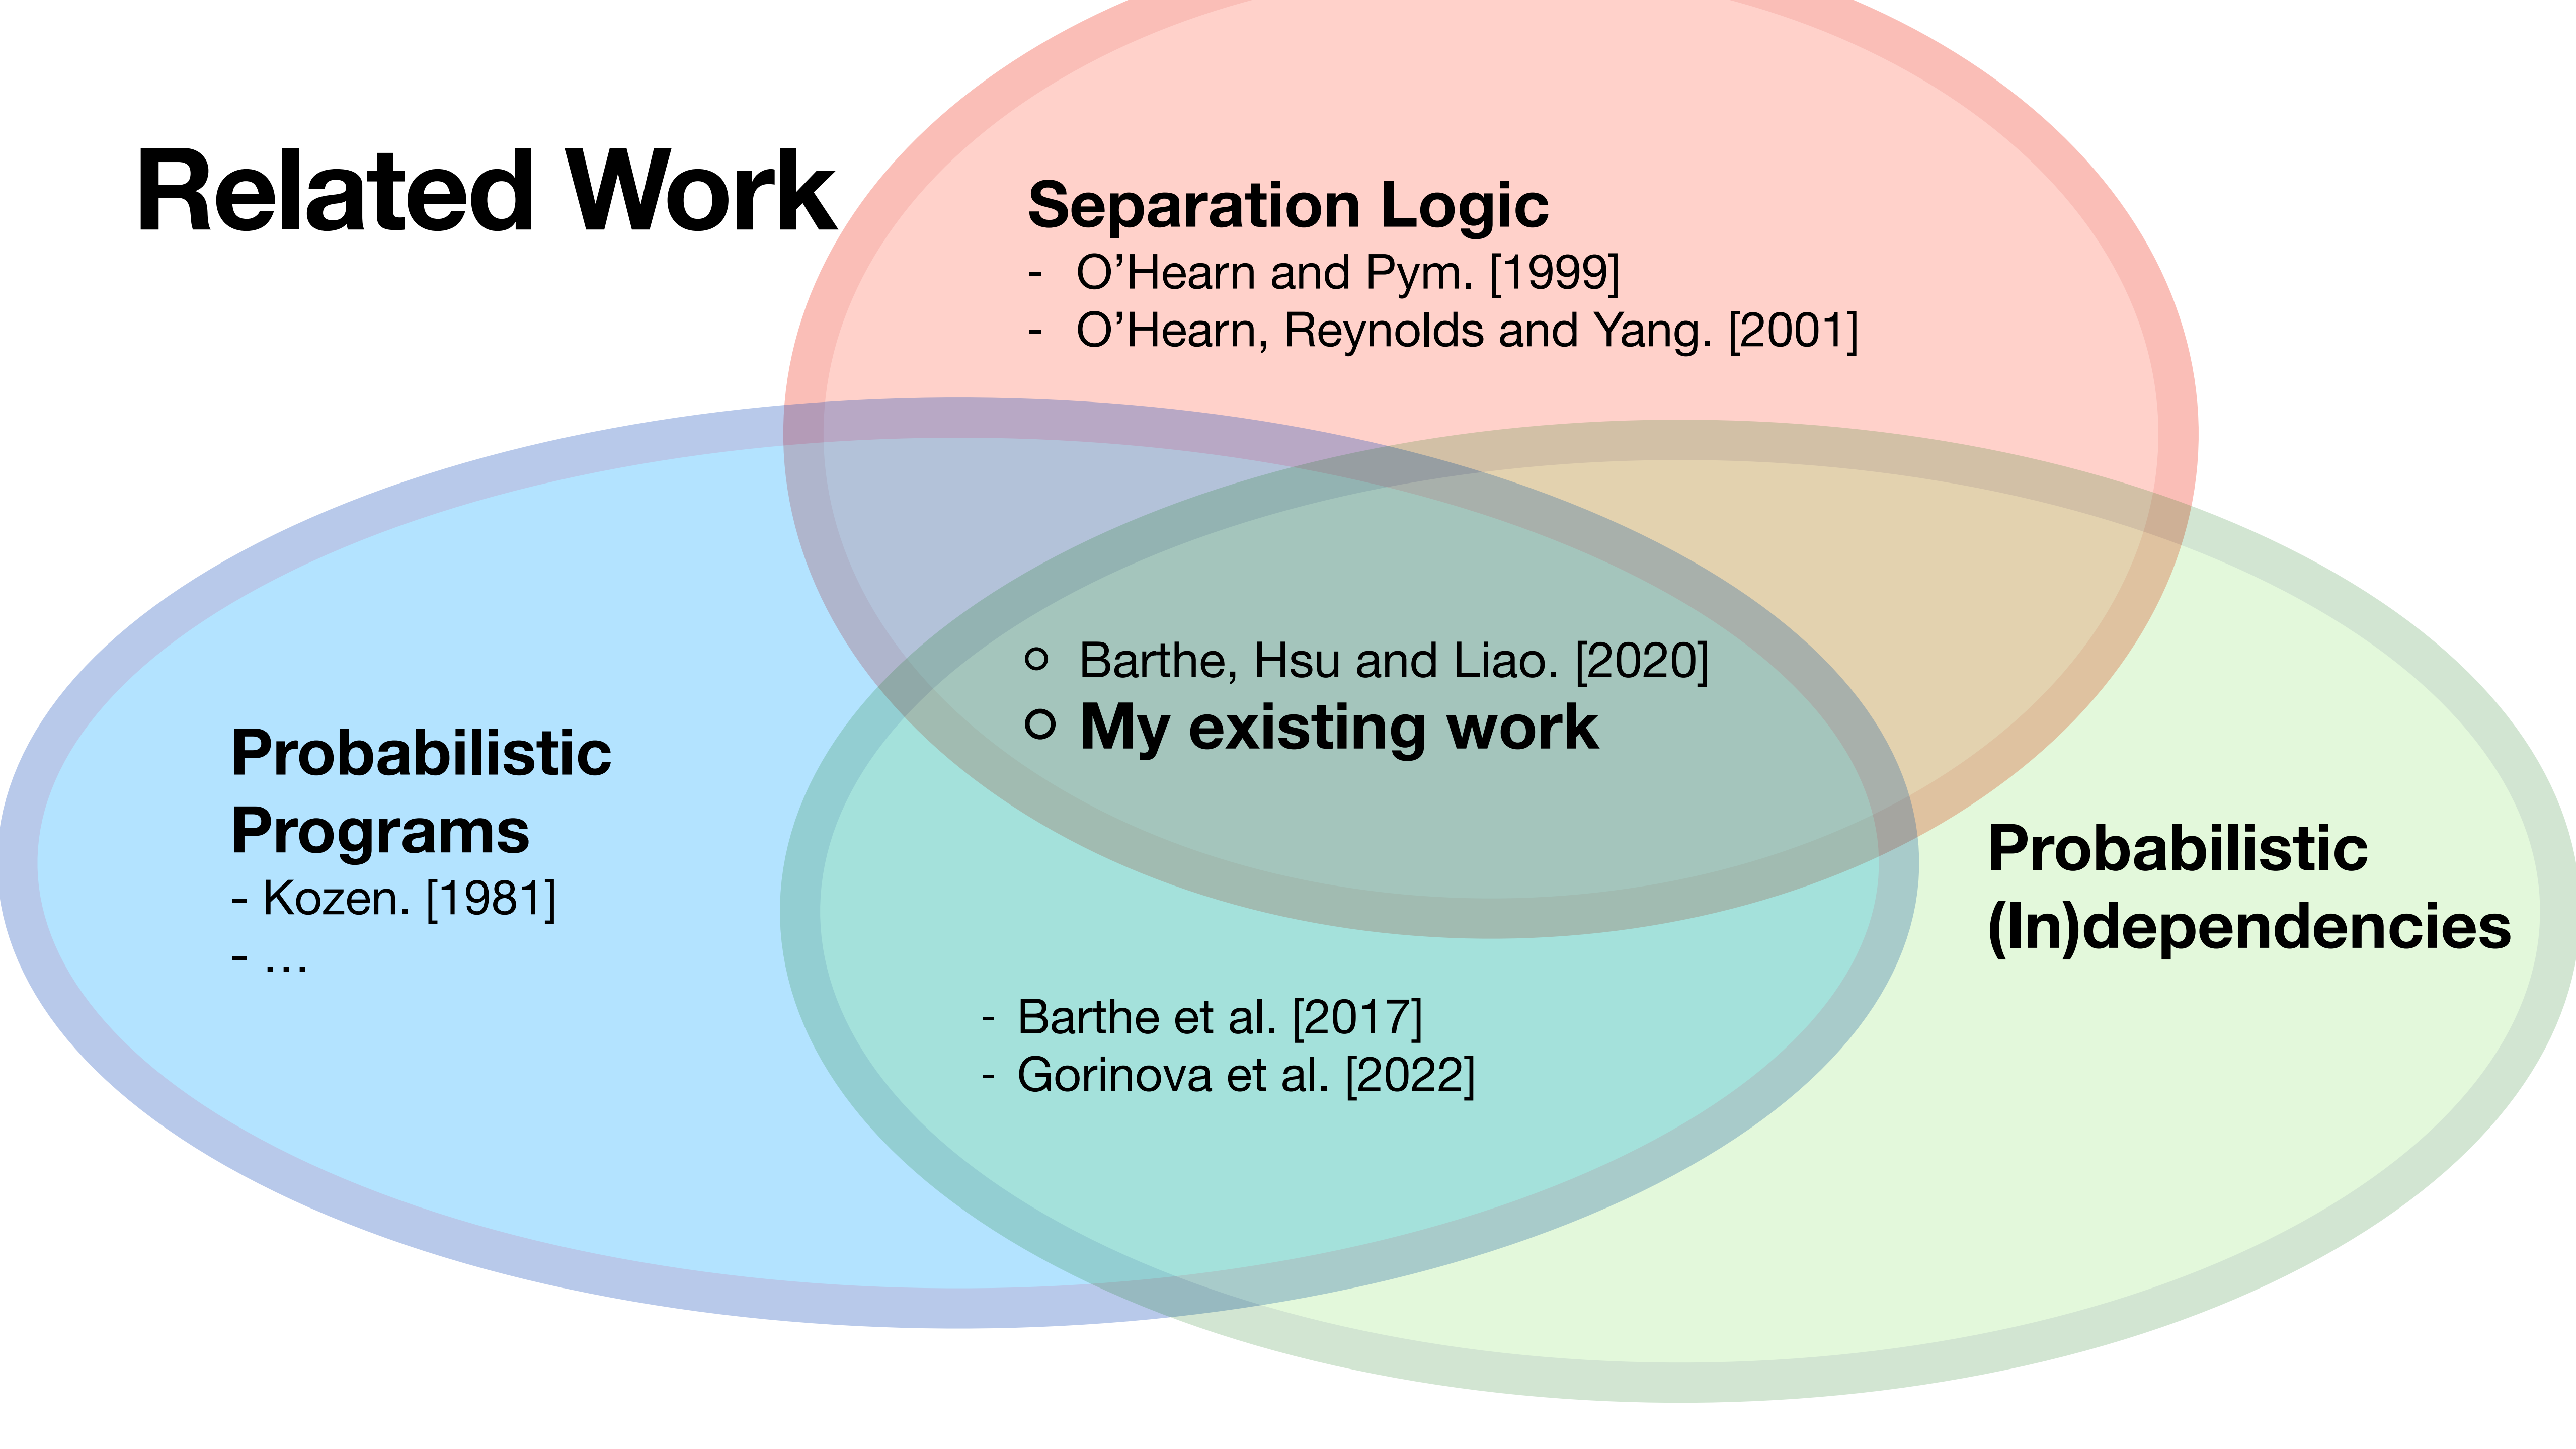 Related Work
Separation Logic
- O’Hearn and Pym. [1999]
- O’Hearn, Reynolds and Yang. [2001]
○ Barthe, Hsu and Liao. [2020]
○ My existing work
Probabilistic
Programs
- Kozen. [1981]
- …
Probabilistic
(In)dependencies
- Barthe et al. [2017]
- Gorinova et al. [2022]